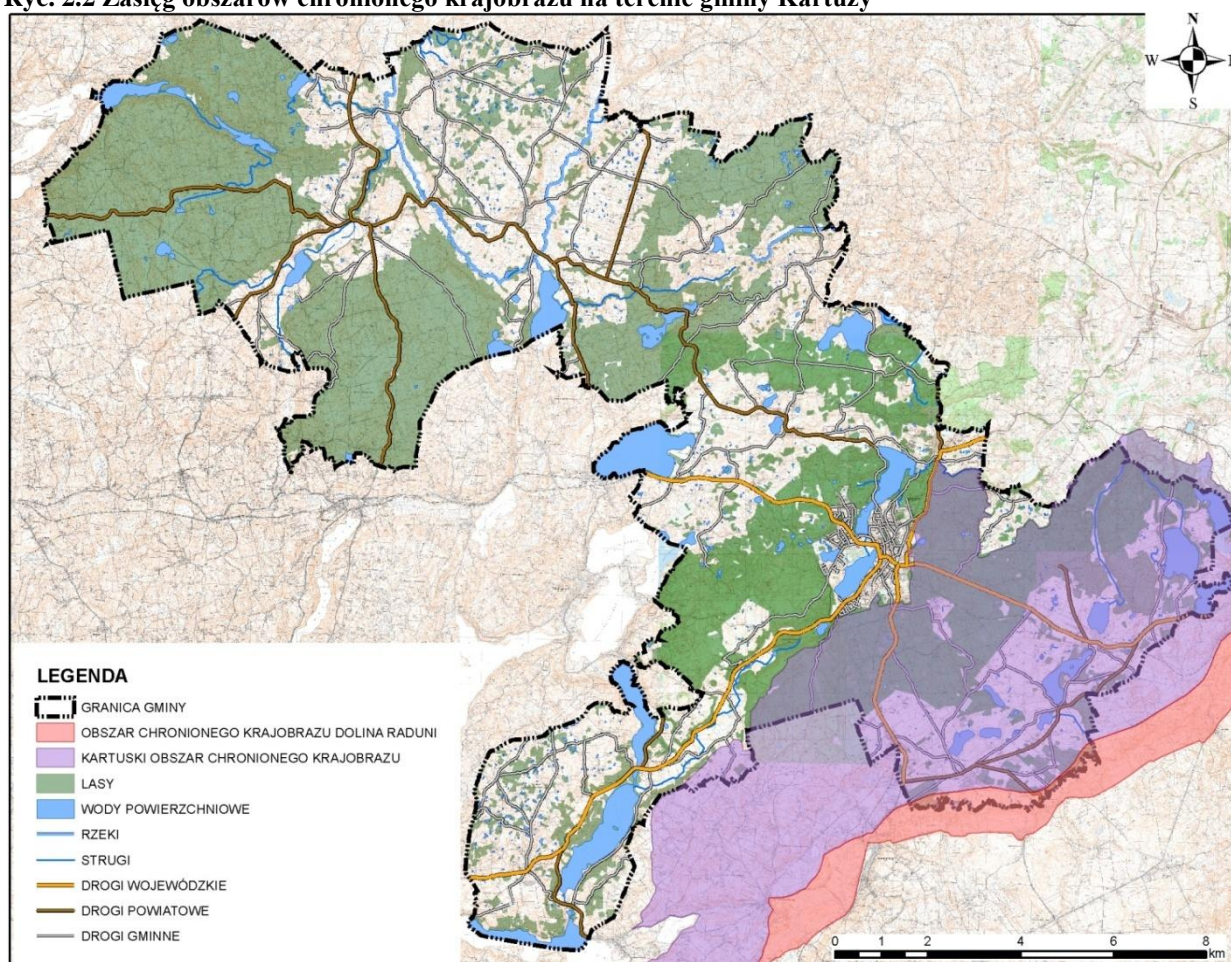 Ryc. 2.2 Zasięg obszarów chronionego krajobrazu na terenie gminy Kartuzy
N
W
E
S
LEGENDA
GRANICA GMINY
OBSZAR CHRONIONEGO KRAJOBRAZU DOLINA RADUNI
KARTUSKI OBSZAR CHRONIONEGO KRAJOBRAZU
LASY
WODY POWIERZCHNIOWE
RZEKI
STRUGI
DROGI WOJEWÓDZKIE
DROGI POWIATOWE
DROGI GMINNE
0 1 2 4 6 8
km